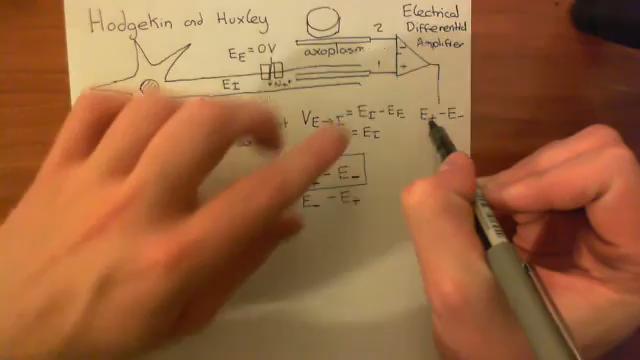 Hodgekin and Huxley
Electrical
Differential
Amplifier
2
axoplasm
1
-
+
E_E = 0V
Na+
E_I
V_E→I = E_I - E_E
= E_I
E_+ - E_-
- E_-
E_- - E_+